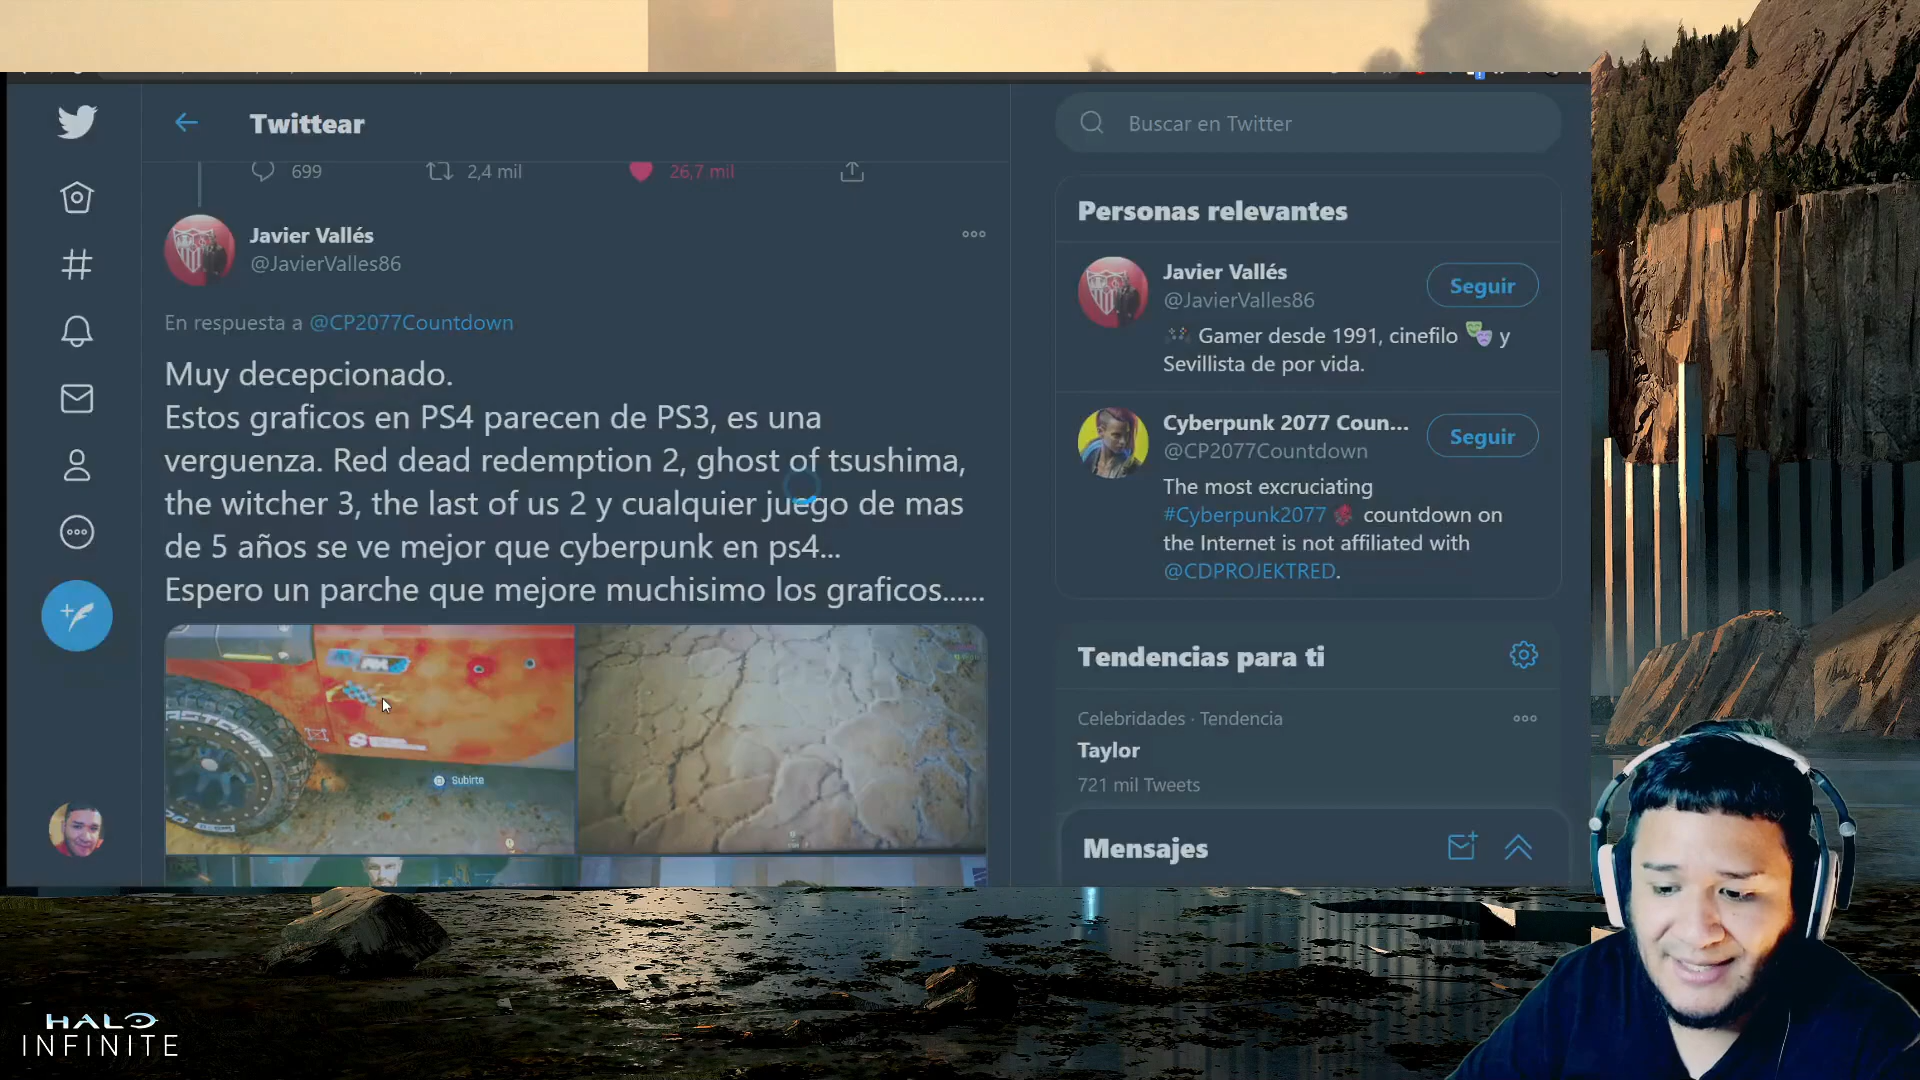 Twittear
699
2,4 mil
26,7 mil
Javier Vallés
@JavierValles86
En respuesta a @CP2077Countdown
Muy decepcionado.
Estos graficos en PS4 parecen de PS3, es una
verguenza. Red dead redemption 2, ghost of tsushima,
the witcher 3, the last of us 2 y cualquier juego de mas
de 5 años se ve mejor que cyberpunk en ps4...
Espero un parche que mejore muchisimo los graficos......
Subirte
Buscar en Twitter
Personas relevantes
Javier Vallés
@JavierValles86
Seguir
Gamer desde 1991, cinefilo y
Sevillista de por vida.
Cyberpunk 2077 Coun...
@CP2077Countdown
Seguir
The most excruciating
#Cyberpunk2077 countdown on
the Internet is not affiliated with
@CDPROJEKTRED.
Tendencias para ti
Celebridades · Tendencia
Taylor
721 mil Tweets
Mensajes
HALO
INFINITE